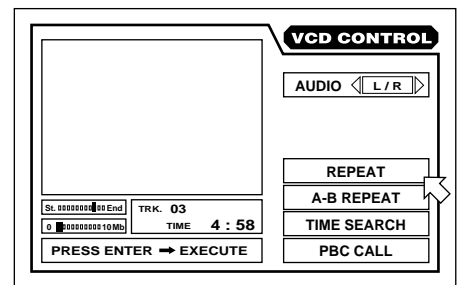 VCD CONTROL
AUDIO L / R
REPEAT
A-B REPEAT
TIME SEARCH
PBC CALL
St. End
0 10Mb
TRK. 03
TIME 4 : 58
PRESS ENTER ➞ EXECUTE